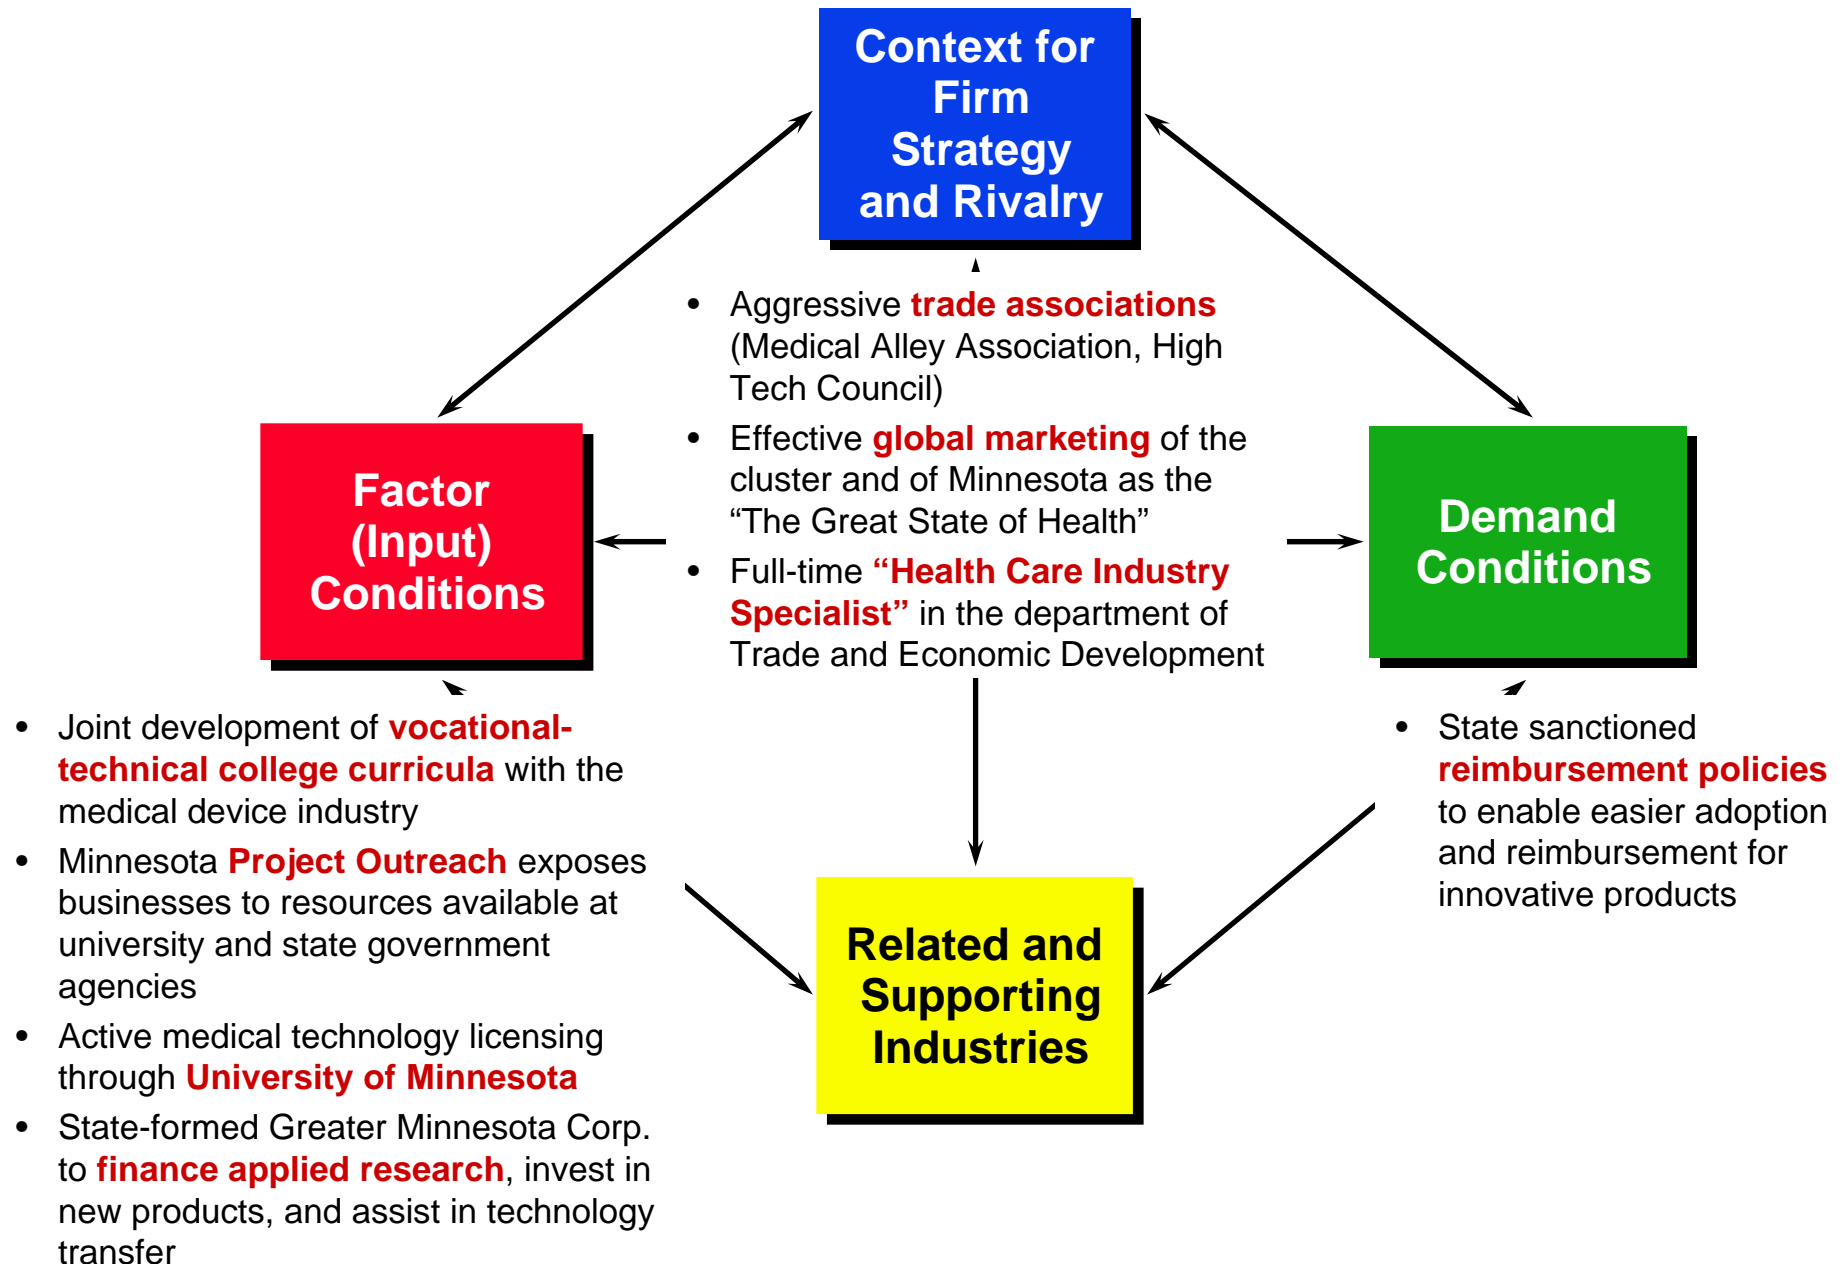 Context for
Firm
Strategy
and Rivalry
• Aggressive trade associations
(Medical Alley Association, High
Tech Council)
• Effective global marketing of the
cluster and of Minnesota as the
“The Great State of Health”
• Full-time “Health Care Industry
Specialist” in the department of
Trade and Economic Development
Factor
(Input)
Conditions
Demand
Conditions
• Joint development of vocational-
technical college curricula with the
medical device industry
• Minnesota Project Outreach exposes
businesses to resources available at
university and state government
agencies
• Active medical technology licensing
through University of Minnesota
• State-formed Greater Minnesota Corp.
to finance applied research, invest in
new products, and assist in technology
transfer
• State sanctioned
reimbursement policies
to enable easier adoption
and reimbursement for
innovative products
Related and
Supporting
Industries